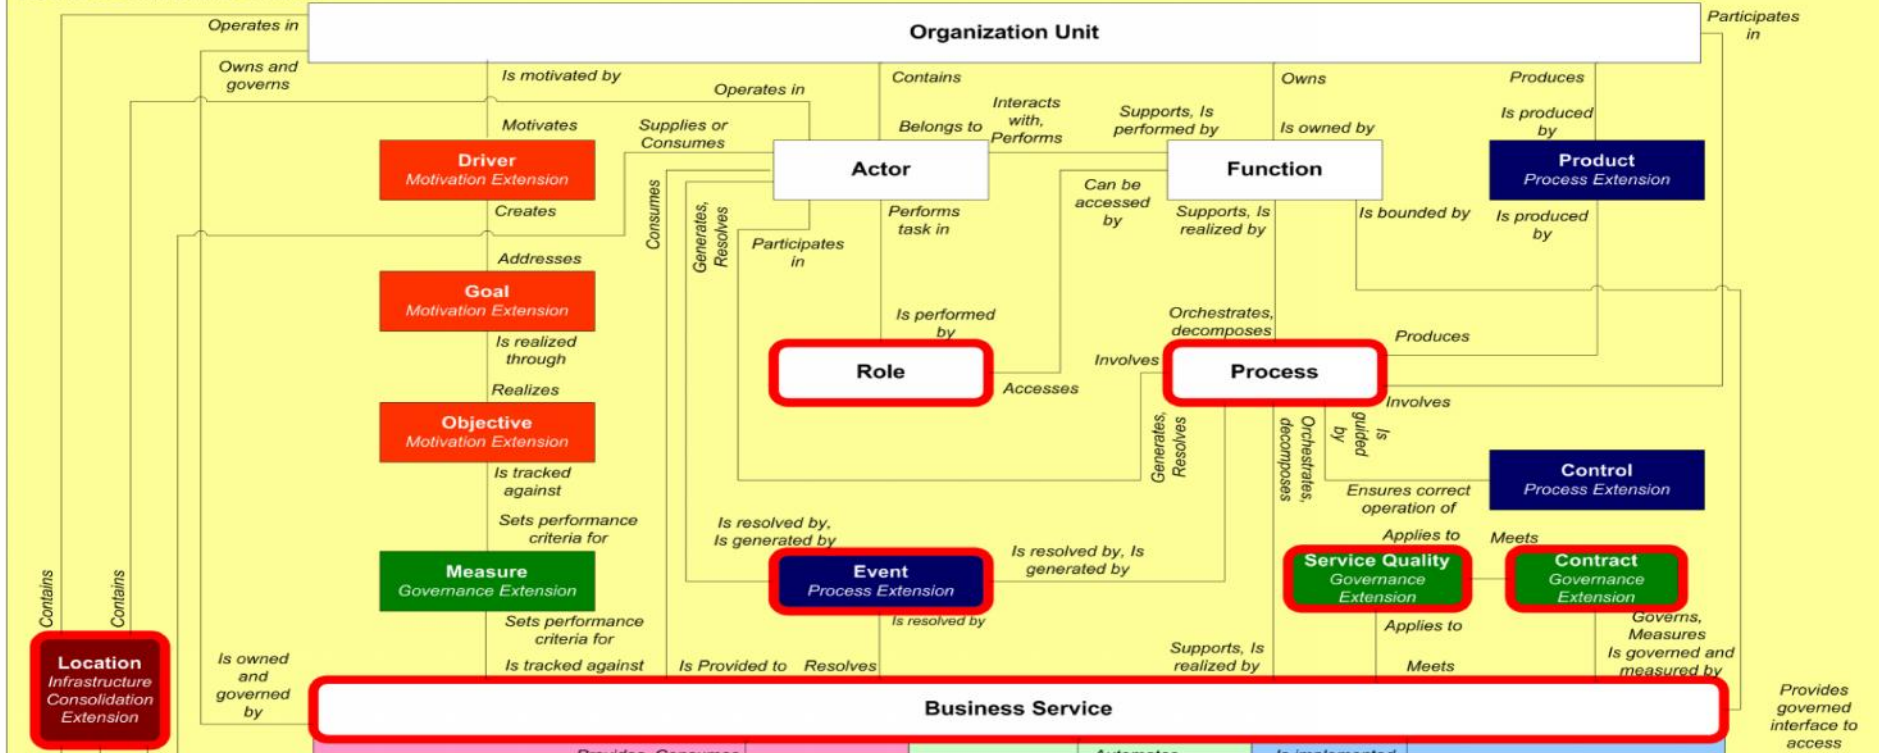 Operates in
Organization Unit
Participates
in
Owns and
governs
Is motivated by
Contains
Owns
Produces
Operates in
Motivates
Supplies or
Consumes
Belongs to
Interacts
with,
Performs
Supports, Is
performed by
Is owned by
Is produced
by
Driver
Motivation Extension
Actor
Function
Product
Process Extension
Creates
Consumes
Generates,
Resolves
Participates
in
Performs
task in
Can be
accessed
by
Supports, Is
realized by
Is bounded by
Is produced
by
Addresses
Goal
Motivation Extension
Is realized
through
Is performed
by
Orchestrates,
decomposes
Produces
Realizes
Role
Accesses
Involves
Process
Involves
Objective
Motivation Extension
Is tracked
against
Generates,
Resolves
Orchestrates,
decomposes
Is
guided
by
Control
Process Extension
Ensures correct
operation of
Sets performance
criteria for
Is resolved by,
Is generated by
Is resolved by, Is
generated by
Applies to
Meets
Measure
Governance Extension
Event
Process Extension
Service Quality
Governance
Extension
Contract
Governance
Extension
Contains
Contains
Sets performance
criteria for
Is resolved by
Applies to
Governs,
Measures
Location
Infrastructure
Consolidation
Extension
Is owned
and
governed
by
Is tracked against
Is Provided to
Resolves
Supports, Is
realized by
Meets
Is governed and
measured by
Business Service
Provides
governed
interface to
access
Provides, Consumes
Automates
Is implemented